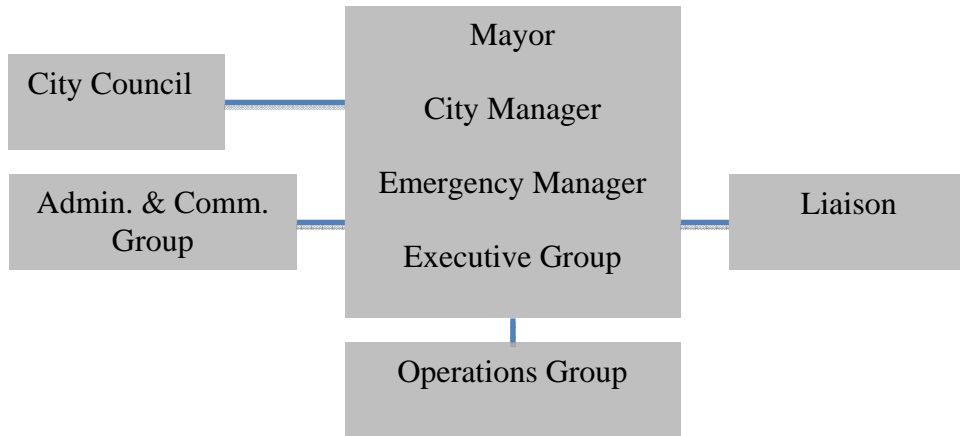 Mayor
City Council
City Manager
Emergency Manager
Admin. & Comm.
Group
Liaison
Executive Group
Operations Group